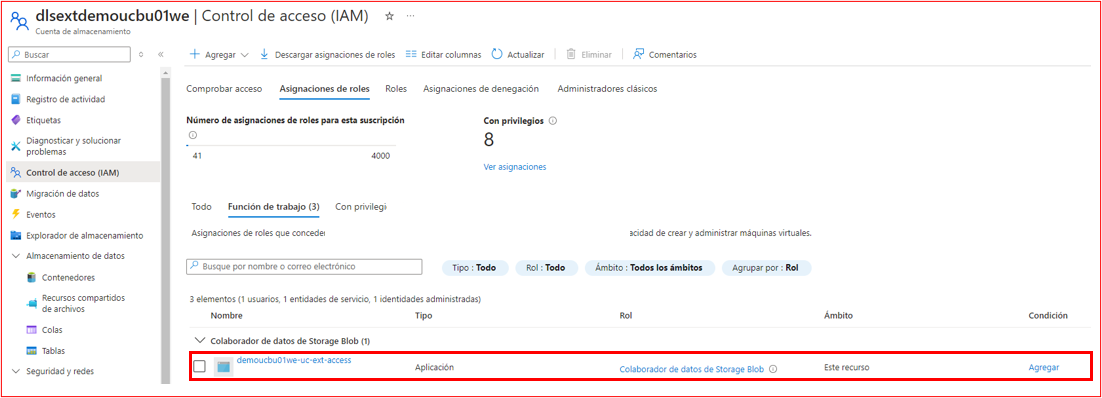 dlsextdemoucbu01we | Control de acceso (IAM)
Cuenta de almacenamiento
Buscar
Agregar
Descargar asignaciones de roles
Editar columnas
Actualizar
Eliminar
Comentarios
Información general
Registro de actividad
Etiquetas
Diagnosticar y solucionar
problemas
Control de acceso (IAM)
Migración de datos
Eventos
Explorador de almacenamiento
Almacenamiento de datos
Contenedores
Recursos compartidos
de archivos
Colas
Tablas
Seguridad y redes
Comprobar acceso
Asignaciones de roles
Roles
Asignaciones de denegación
Administradores clásicos
Número de asignaciones de roles para esta suscripción
41
4000
Con privilegios
8
Ver asignaciones
Todo
Función de trabajo (3)
Con privilegi
Asignaciones de roles que conceder
acidad de crear y administrar máquinas virtuales.
Busque por nombre o correo electrónico
Tipo : Todo
Rol : Todo
Ámbito : Todos los ámbitos
Agrupar por : Rol
3 elementos (1 usuarios, 1 entidades de servicio, 1 identidades administradas)
Nombre
Tipo
Rol
Ámbito
Condición
Colaborador de datos de Storage Blob (1)
demoucbu01we-uc-ext-access
Aplicación
Colaborador de datos de Storage Blob
Este recurso
Agregar